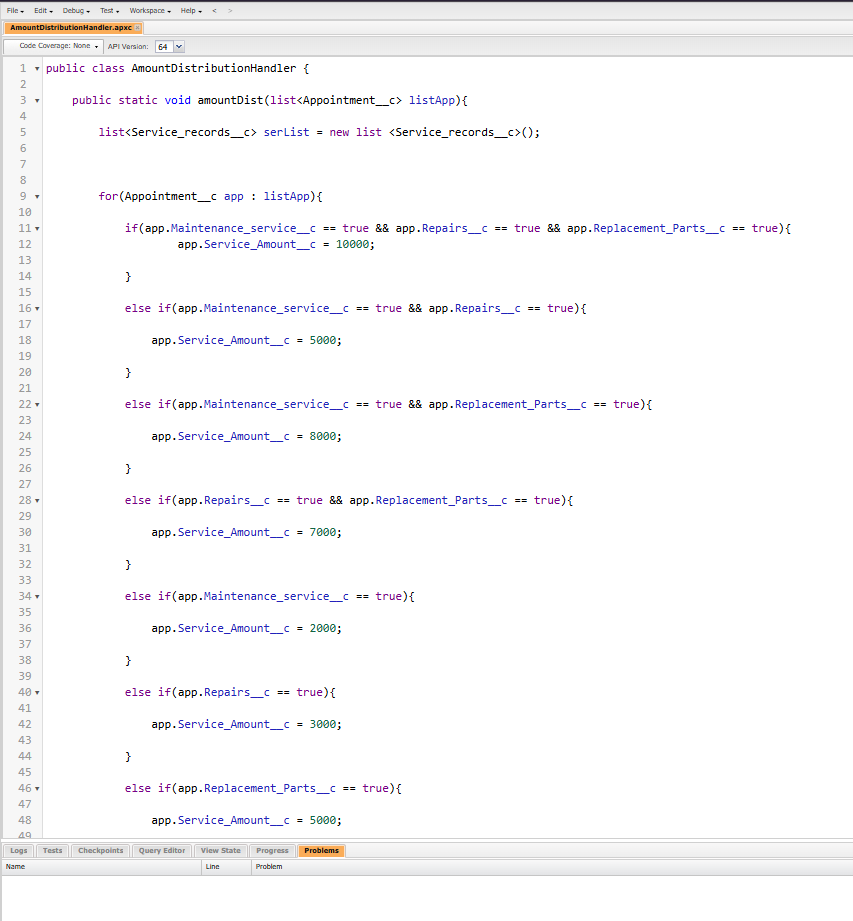 File Edit Debug Test Workspace Help < >
AmountDistributionHandler.apxc
Code Coverage: None API Version: 64
1 public class AmountDistributionHandler {
2
3 public static void amountDist(list<Appointment__c> listApp){
4
5 list<Service_records__c> serList = new list <Service_records__c>();
6
7
8
9 for(Appointment__c app : listApp){
10
11 if(app.Maintenance_service__c == true && app.Repairs__c == true && app.Replacement_Parts__c == true){
12 app.Service_Amount__c = 10000;
13
14 }
15
16 else if(app.Maintenance_service__c == true && app.Repairs__c == true){
17
18 app.Service_Amount__c = 5000;
19
20 }
21
22 else if(app.Maintenance_service__c == true && app.Replacement_Parts__c == true){
23
24 app.Service_Amount__c = 8000;
25
26 }
27
28 else if(app.Repairs__c == true && app.Replacement_Parts__c == true){
29
30 app.Service_Amount__c = 7000;
31
32 }
33
34 else if(app.Maintenance_service__c == true){
35
36 app.Service_Amount__c = 2000;
37
38 }
39
40 else if(app.Repairs__c == true){
41
42 app.Service_Amount__c = 3000;
43
44 }
45
46 else if(app.Replacement_Parts__c == true){
47
48 app.Service_Amount__c = 5000;
49
Logs Tests Checkpoints Query Editor View State Progress Problems
Name Line Problem